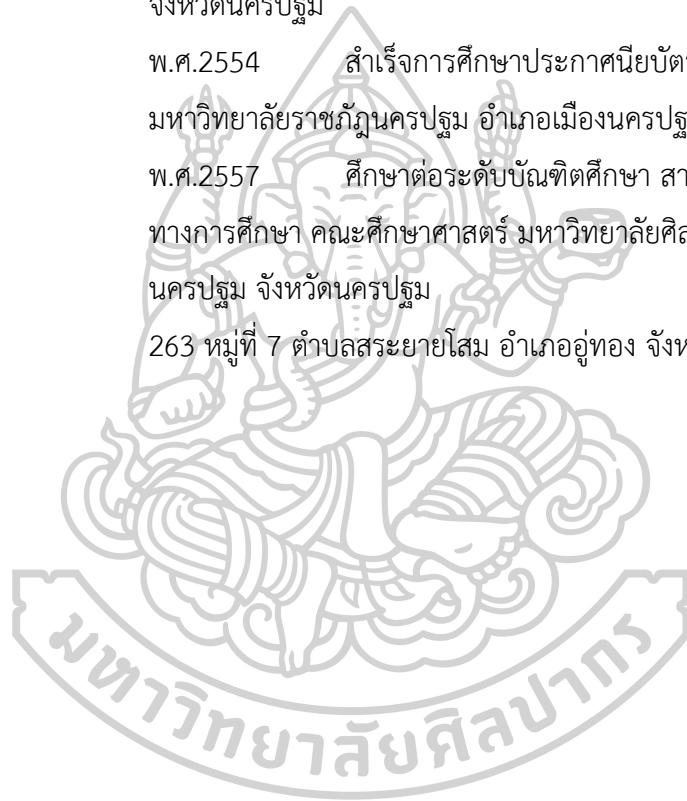 จังหวัดนครปฐม
พ.ศ.2554 สำเร็จการศึกษาประกาศนียบัตร
มหาวิทยาลัยราชภัฏนครปฐม อำเภอเมืองนครปฐ
พ.ศ.2557 ศึกษาต่อระดับบัณฑิตศึกษา สา
ทางการศึกษา คณะศึกษาศาสตร์ มหาวิทยาลัยศิล
นครปฐม จังหวัดนครปฐม
263 หมู่ที่ 7 ตำบลสระยายโสม อำเภออู่ทอง จังห
มหาวิทยาลัยศิลปากร